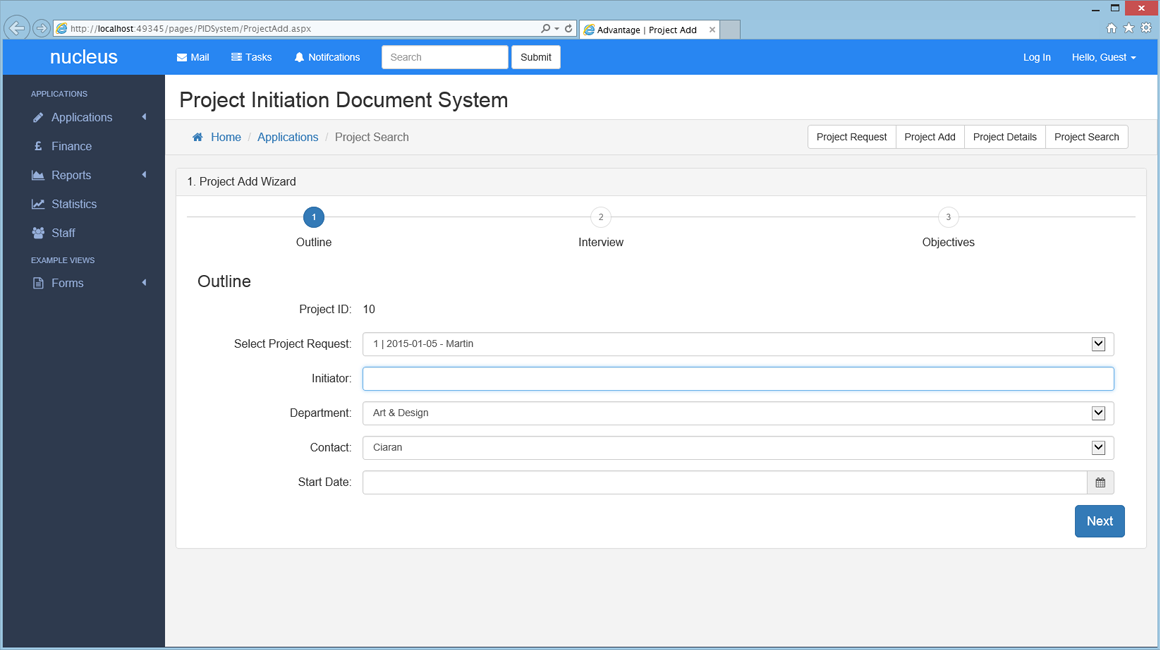 http://localhost:49345/pages/PIDSystem/ProjectAdd.aspx
Advantage | Project Add
nucleus
Mail
Tasks
Notifcations
Search
Submit
Log In
Hello, Guest
APPLICATIONS
Applications
Finance
Reports
Statistics
Staff
EXAMPLE VIEWS
Forms
Project Initiation Document System
Home / Applications / Project Search
Project Request
Project Add
Project Details
Project Search
1. Project Add Wizard
1
2
3
Outline
Interview
Objectives
Outline
Project ID: 10
Select Project Request: 1 | 2015-01-05 - Martin
Initiator:
Department: Art & Design
Contact: Ciaran
Start Date:
Next